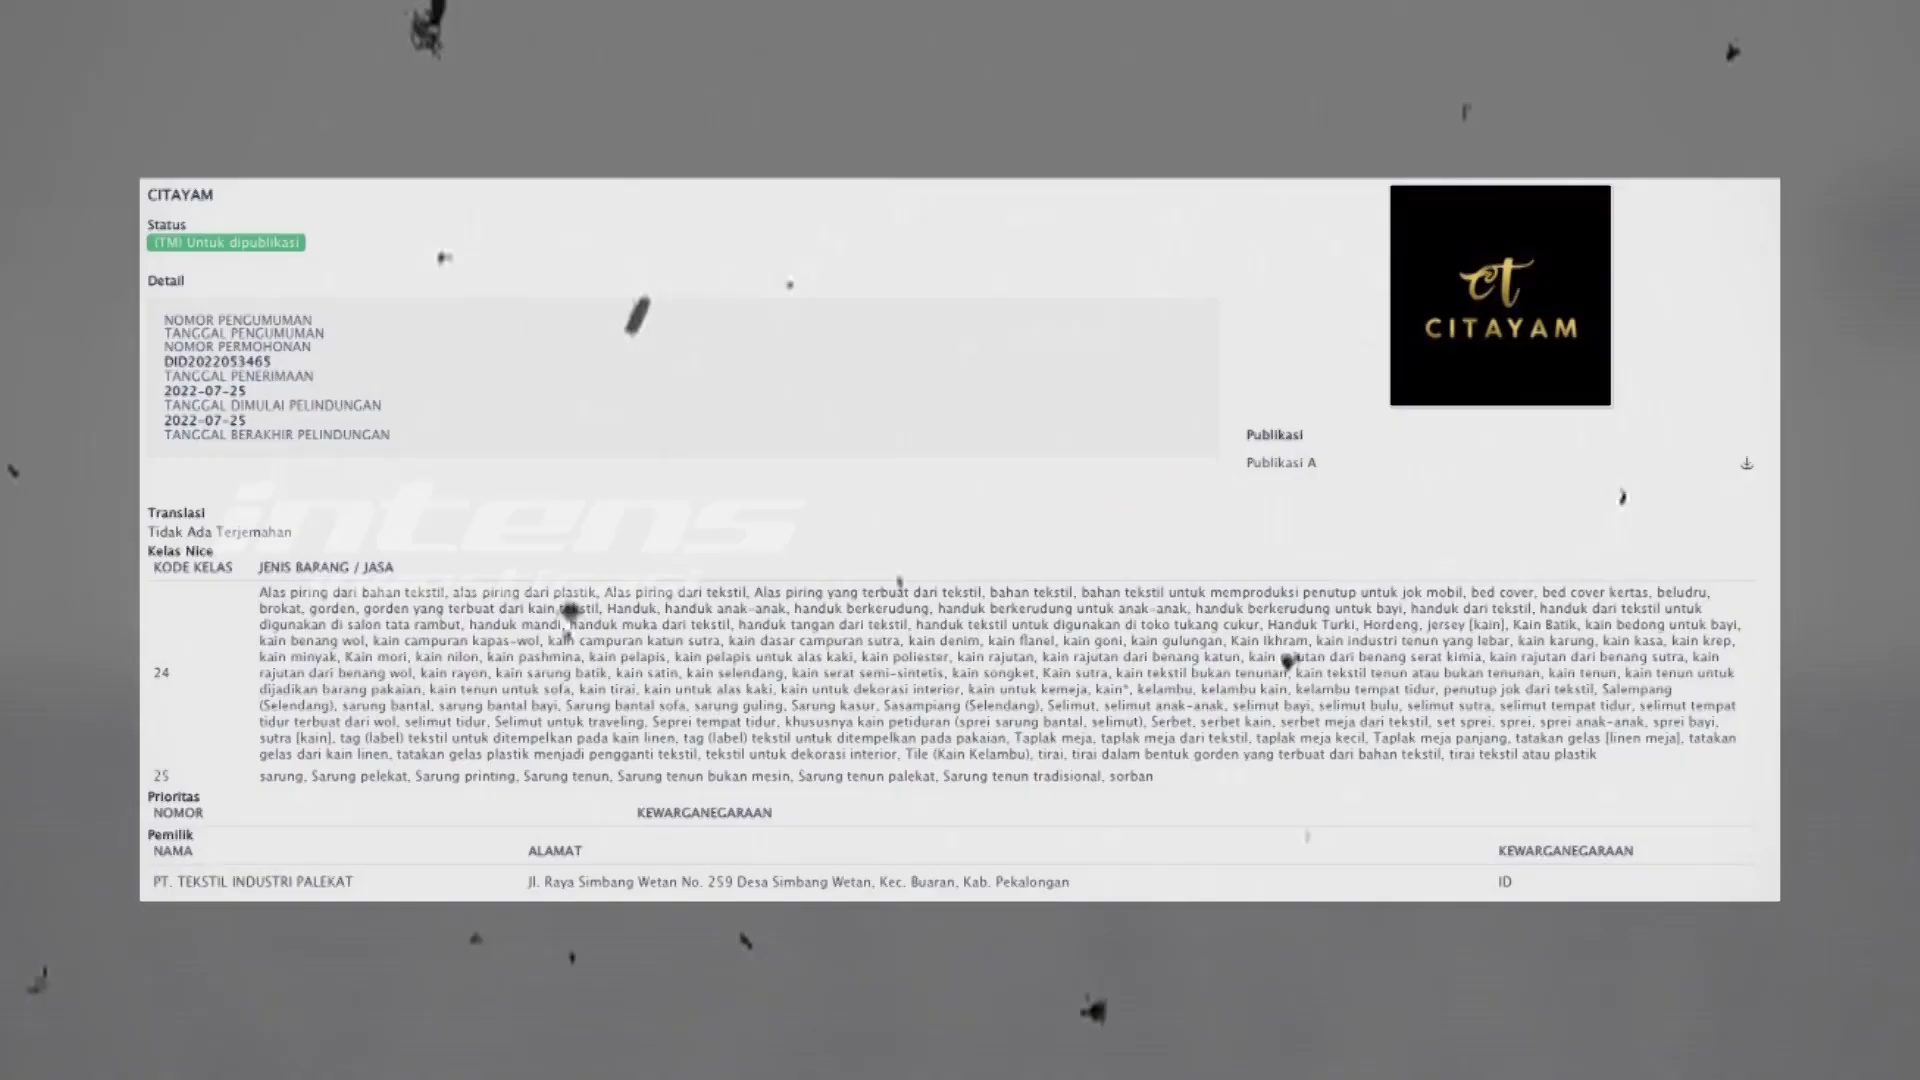 CITAYAM
Status
(TM) Untuk dipublikasi
Detail
NOMOR PENGUMUMAN
TANGGAL PENGUMUMAN
NOMOR PERMOHONAN
DID2022053465
TANGGAL PENERIMAAN
2022-07-25
TANGGAL DIMULAI PELINDUNGAN
2022-07-25
TANGGAL BERAKHIR PELINDUNGAN
ct
CITAYAM
Publikasi
Publikasi A
intens
Translasi
Tidak Ada Terjemahan
Kelas Nice
KODE KELAS JENIS BARANG / JASA
24
Alas piring dari bahan tekstil, alas piring dari plastik, Alas piring dari tekstil, Alas piring yang terbuat dari tekstil, bahan tekstil, bahan tekstil untuk memproduksi penutup untuk jok mobil, bed cover, bed cover kertas, beludru,
brokat, gorden, gorden yang terbuat dari kain tekstil, Handuk, handuk anak-anak, handuk berkerudung, handuk berkerudung untuk anak-anak, handuk berkerudung untuk bayi, handuk dari tekstil, handuk dari tekstil untuk
digunakan di salon tata rambut, handuk mandi, handuk muka dari tekstil, handuk tangan dari tekstil, handuk tekstil untuk digunakan di toko tukang cukur, Handuk Turki, Hordeng, jersey [kain], Kain Batik, kain bedong untuk bayi,
kain benang wol, kain campuran kapas-wol, kain campuran katun sutra, kain dasar campuran sutra, kain denim, kain flanel, kain goni, kain gulungan, Kain Ikhram, kain industri tenun yang lebar, kain karung, kain kasa, kain krep,
kain minyak, Kain mori, kain nilon, kain pashmina, kain pelapis, kain pelapis untuk alas kaki, kain poliester, kain rajutan, kain rajutan dari benang katun, kain rajutan dari benang serat kimia, kain rajutan dari benang sutra, kain
rajutan dari benang wol, kain rayon, kain sarung batik, kain satin, kain selendang, kain serat semi-sintetis, kain songket, Kain sutra, kain tekstil bukan tenunan, kain tekstil tenun atau bukan tenunan, kain tenun, kain tenun untuk
dijadikan barang pakaian, kain tenun untuk sofa, kain tirai, kain untuk alas kaki, kain untuk dekorasi interior, kain untuk kemeja, kain*, kelambu, kelambu kain, kelambu tempat tidur, penutup jok dari tekstil, Salempang
(Selendang), sarung bantal, sarung bantal bayi, Sarung bantal sofa, sarung guling, Sarung kasur, Sasampiang (Selendang), Selimut, selimut anak-anak, selimut bayi, selimut bulu, selimut sutra, selimut tempat tidur, selimut tempat
tidur terbuat dari wol, selimut tidur, Selimut untuk traveling, Seprei tempat tidur, khususnya kain petiduran (sprei sarung bantal, selimut), Serbet, serbet kain, serbet meja dari tekstil, set sprei, sprei, sprei anak-anak, sprei bayi,
sutra [kain], tag (label) tekstil untuk ditempelkan pada kain linen, tag (label) tekstil untuk ditempelkan pada pakaian, Taplak meja, taplak meja dari tekstil, taplak meja kecil, Taplak meja panjang, tatakan gelas [linen meja], tatakan
gelas dari kain linen, tatakan gelas plastik menjadi pengganti tekstil, tekstil untuk dekorasi interior, Tile (Kain Kelambu), tirai, tirai dalam bentuk gorden yang terbuat dari bahan tekstil, tirai tekstil atau plastik
25 sarung, Sarung pelekat, Sarung printing, Sarung tenun, Sarung tenun bukan mesin, Sarung tenun palekat, Sarung tenun tradisional, sorban
Prioritas
NOMOR KEWARGANEGARAAN
Pemilik
NAMA ALAMAT KEWARGANEGARAAN
PT. TEKSTIL INDUSTRI PALEKAT Jl. Raya Simbang Wetan No. 259 Desa Simbang Wetan, Kec. Buaran, Kab. Pekalongan ID